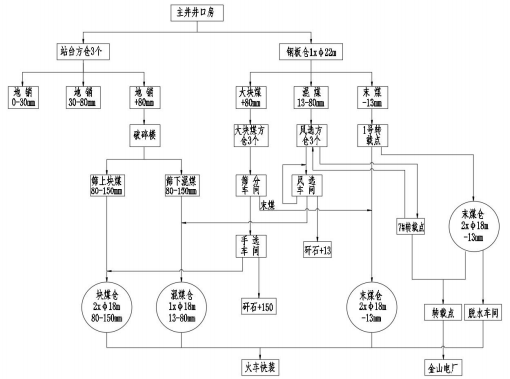 主井井口房
站台方仓3个
钢板仓1xφ22m
地销
0-30mm
地销
30-80mm
地销
+80mm
大块煤
+80mm
混煤
13-80mm
末煤
-13mm
破碎楼
大块煤方
仓3个
风选方
仓3个
1号转
载点
筛上块煤
80-150mm
筛下混煤
80-150mm
筛分
车间
风选
车间
末煤
7#转载点
末煤仓
2xφ18m
-13mm
手选
车间
矸石+13
块煤仓
2xφ18m
80-150mm
混煤仓
1xφ18m
13-80mm
矸石+150
末煤仓
2xφ18m
-13mm
转载点
脱水车间
火车快装
金山电厂